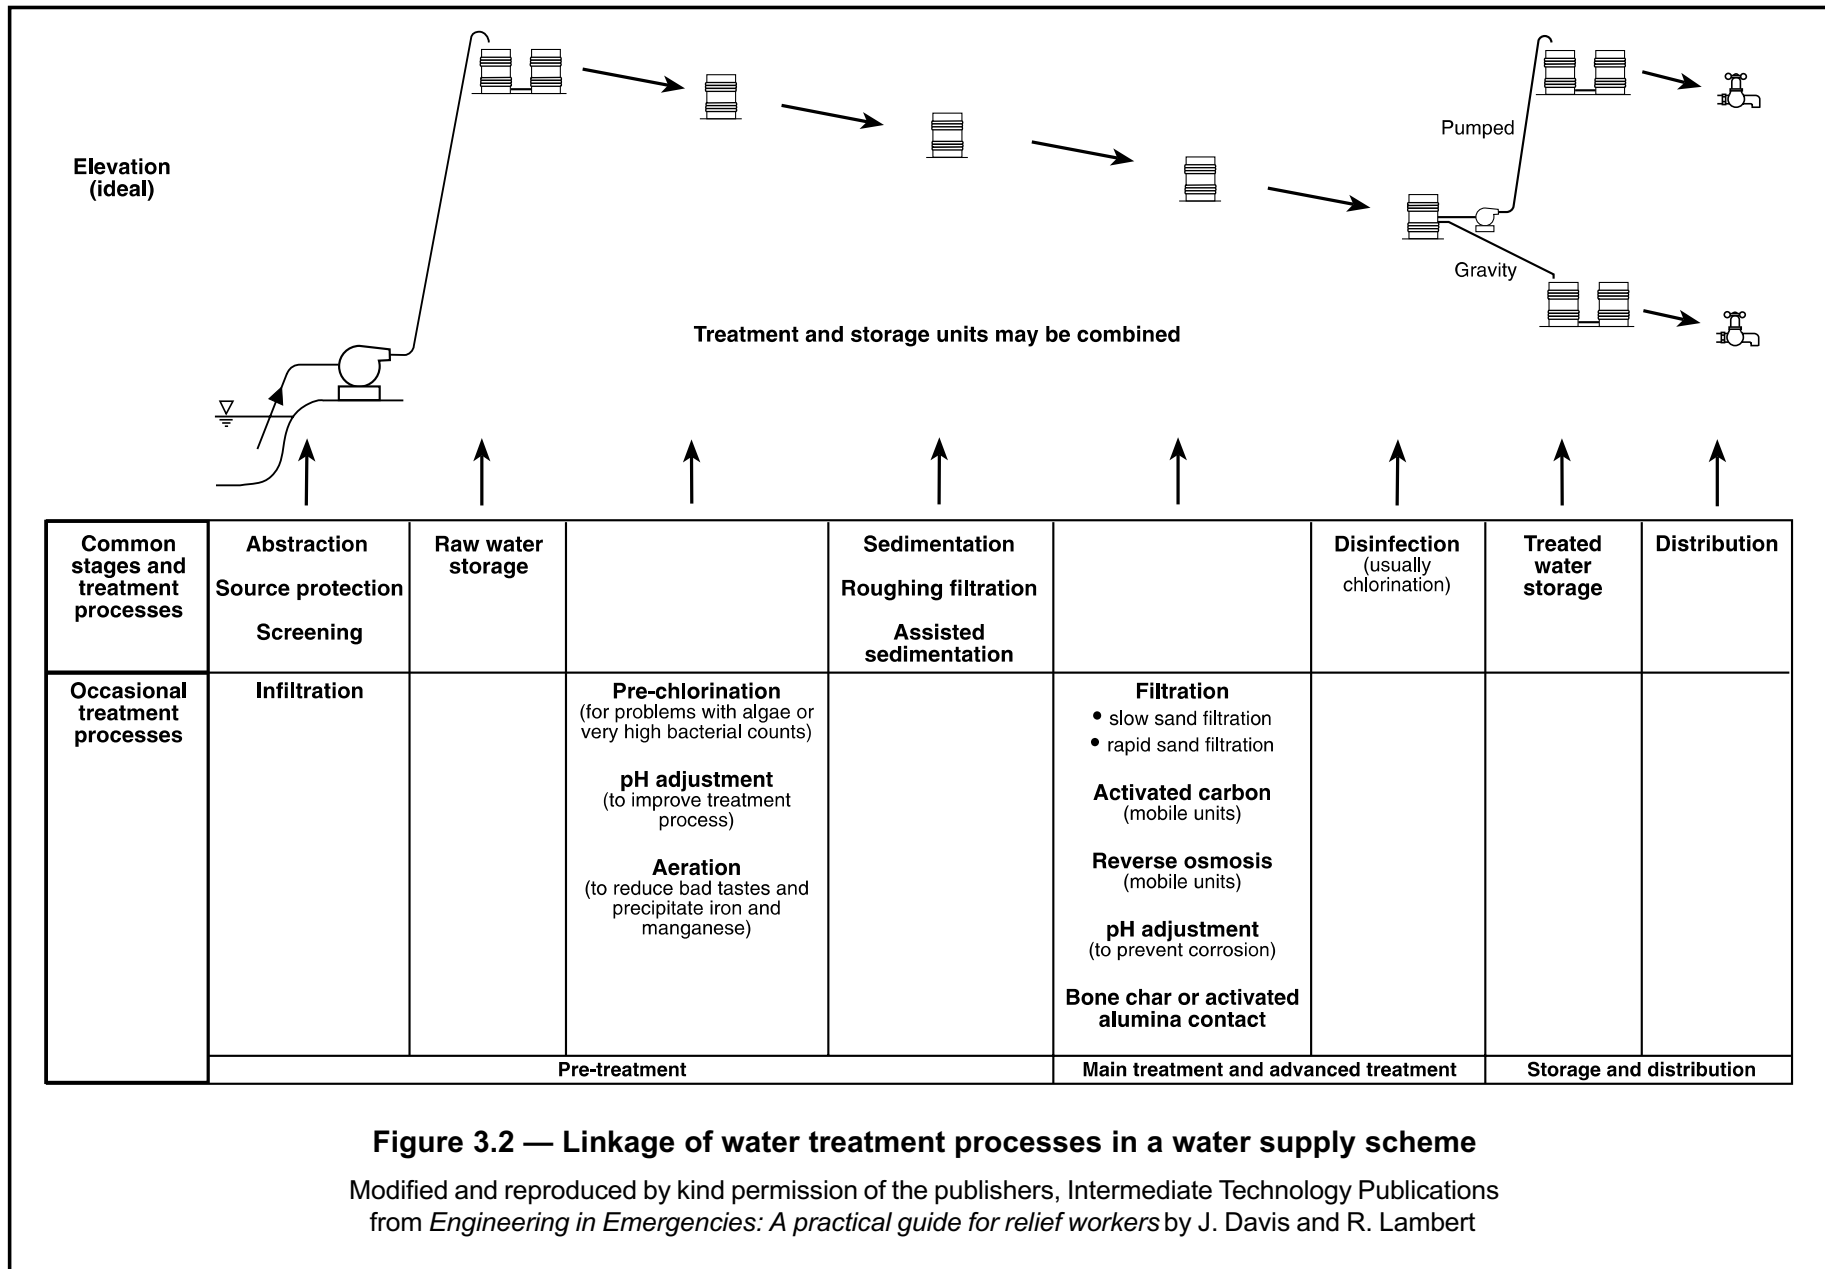 Elevation
(ideal)
Pumped
Gravity
Treatment and storage units may be combined
Common
stages and
treatment
processes
Abstraction
Source protection
Screening
Raw water
storage
Sedimentation
Roughing filtration
Assisted
sedimentation
Disinfection
(usually
chlorination)
Treated
water
storage
Distribution
Occasional
treatment
processes
Infiltration
Pre-chlorination
(for problems with algae or
very high bacterial counts)
pH adjustment
(to improve treatment
process)
Aeration
(to reduce bad tastes and
precipitate iron and
manganese)
Filtration
• slow sand filtration
• rapid sand filtration
Activated carbon
(mobile units)
Reverse osmosis
(mobile units)
pH adjustment
(to prevent corrosion)
Bone char or activated
alumina contact
Pre-treatment
Main treatment and advanced treatment
Storage and distribution
Figure 3.2 — Linkage of water treatment processes in a water supply scheme
Modified and reproduced by kind permission of the publishers, Intermediate Technology Publications
from Engineering in Emergencies: A practical guide for relief workers by J. Davis and R. Lambert